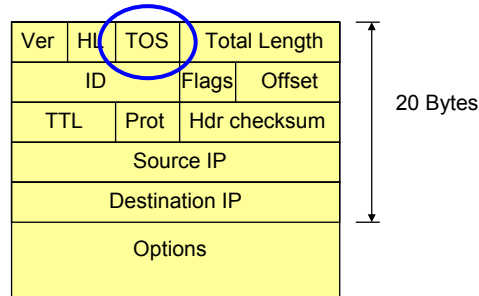 Ver HL TOS Total Length
ID Flags Offset
20 Bytes
TTL Prot Hdr checksum
Source IP
Destination IP
Options